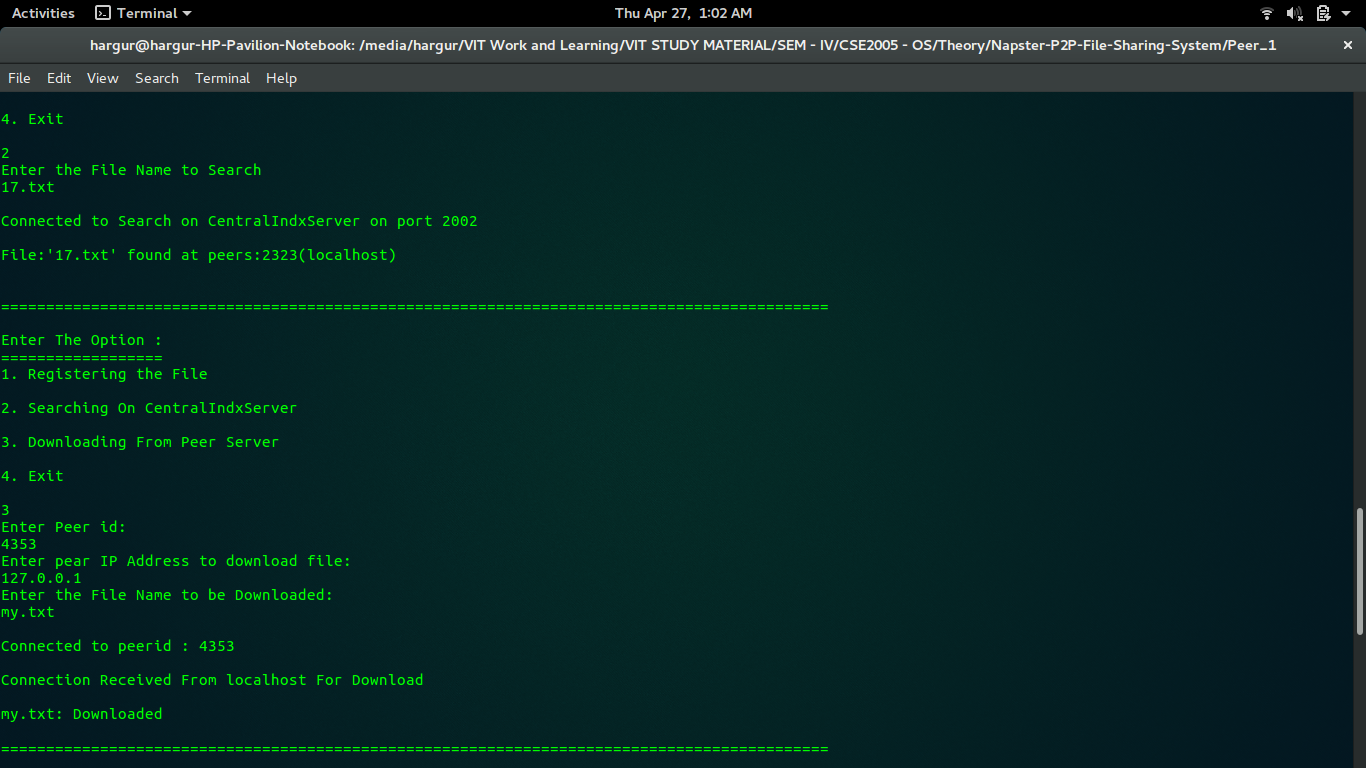 Activities Terminal Thu Apr 27, 1:02 AM
hargur@hargur-HP-Pavilion-Notebook: /media/hargur/VIT Work and Learning/VIT STUDY MATERIAL/SEM - IV/CSE2005 - OS/Theory/Napster-P2P-File-Sharing-System/Peer_1 ×
File Edit View Search Terminal Help
4. Exit
2
Enter the File Name to Search
17.txt
Connected to Search on CentralIndxServer on port 2002
File:'17.txt' found at peers:2323(localhost)
============================================================================================
Enter The Option :
==================
1. Registering the File
2. Searching On CentralIndxServer
3. Downloading From Peer Server
4. Exit
3
Enter Peer id:
4353
Enter pear IP Address to download file:
127.0.0.1
Enter the File Name to be Downloaded:
my.txt
Connected to peerid : 4353
Connection Received From localhost For Download
my.txt: Downloaded
============================================================================================